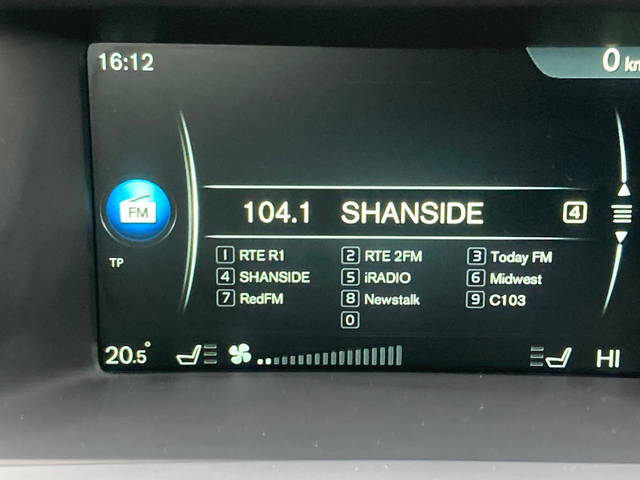 16:12
0 km
FM
104.1 SHANSIDE 4
TP
1 RTE R1 2 RTE 2FM 3 Today FM
4 SHANSIDE 5 iRADIO 6 Midwest
7 RedFM 8 Newstalk 9 C103
0
20.5° HI